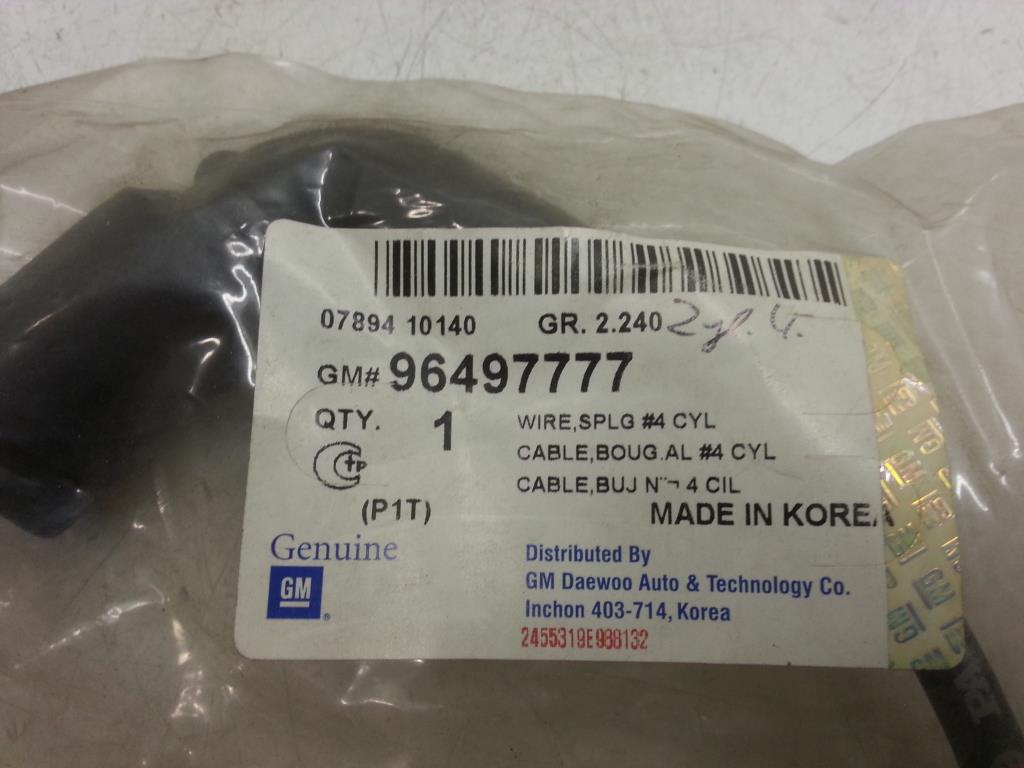 07894 10140 GR. 2.240
GM# 96497777
QTY. 1
WIRE,SPLG #4 CYL
CABLE,BOUG.AL #4 CYL
CABLE,BUJ N¨¬ 4 CIL
(P1T)
MADE IN KOREA
Genuine
GM
Distributed By
GM Daewoo Auto & Technology Co.
Inchon 403-714, Korea
2455319E988132